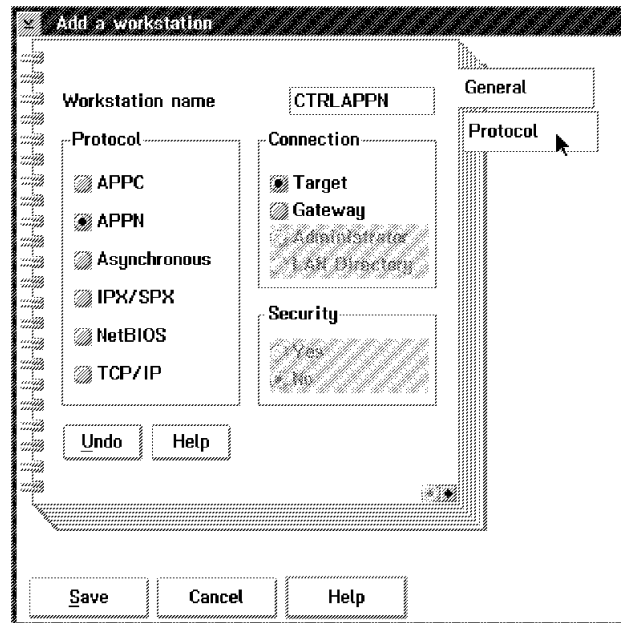 Add a workstation
General
Workstation name CTRLAPPN
Protocol
Protocol
APPC
APPN
Asynchronous
IPX/SPX
NetBIOS
TCP/IP
Connection
Target
Gateway
Administrator
LAN Directory
Security
Yes
No
Undo Help
Save Cancel Help